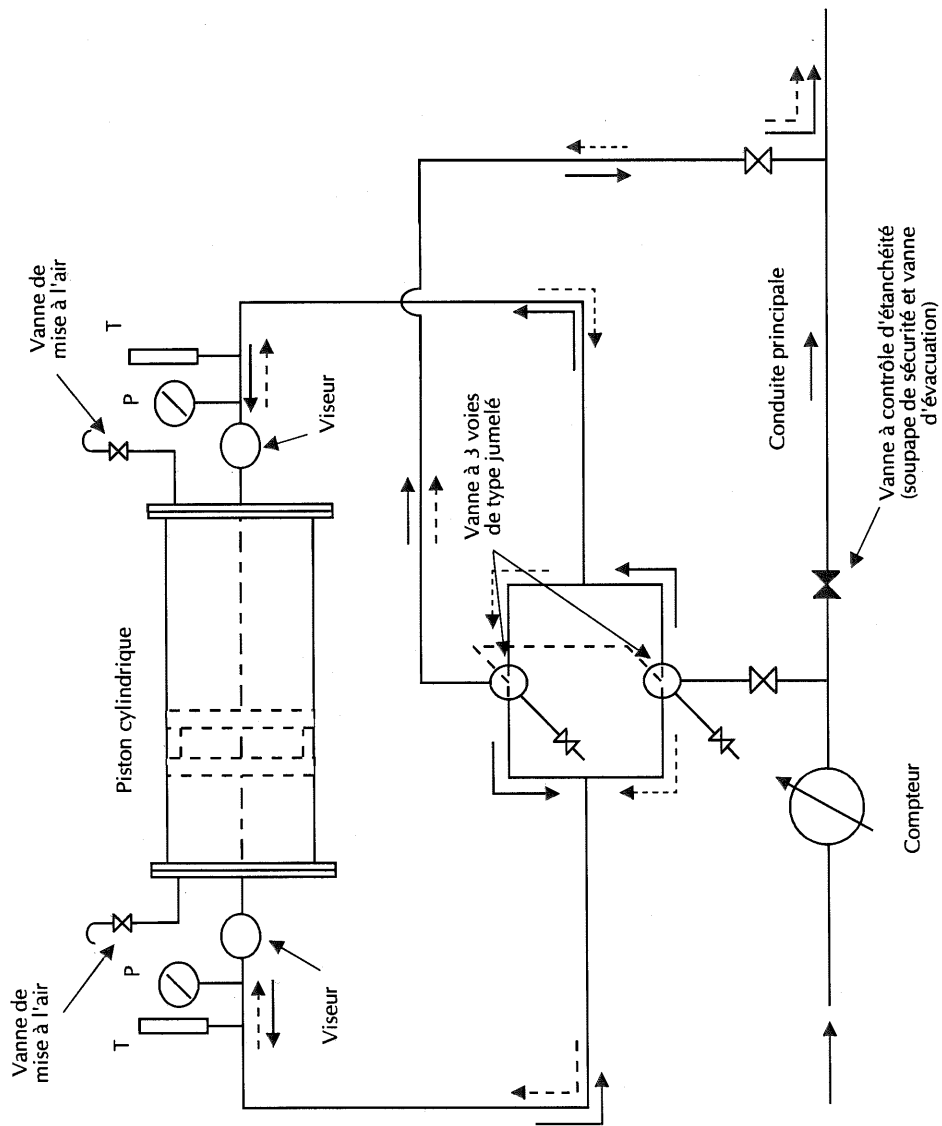 Vanne de
mise à l'air
T
P
Viseur
Piston cylindrique
Vanne de
mise à l'air
T
P
Viseur
Vanne à 3 voies
de type jumelé
Compteur
Conduite principale
Vanne à contrôle d'étanchéité
(soupape de sécurité et vanne
d'évacuation)